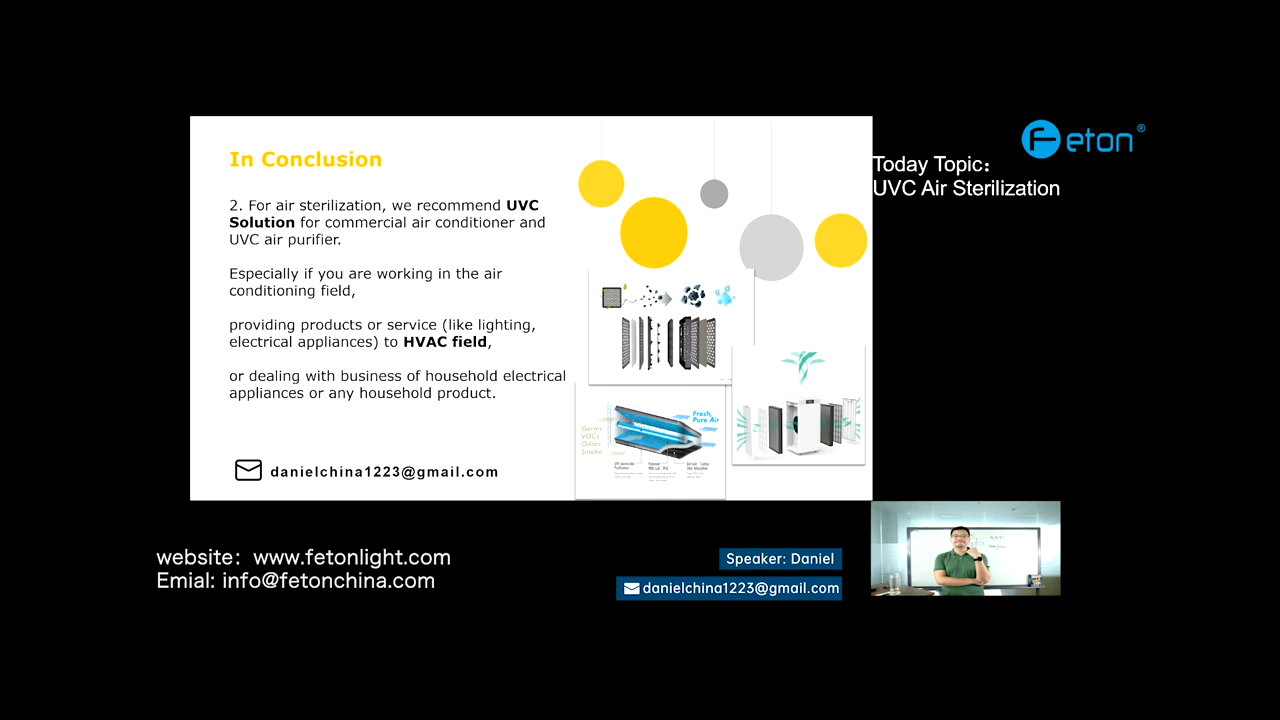 In Conclusion
2. For air sterilization, we recommend UVC
Solution for commercial air conditioner and
UVC air purifier.
Especially if you are working in the air
conditioning field,
providing products or service (like lighting,
electrical appliances) to HVAC field,
or dealing with business of household electrical
appliances or any household product.
danielchina1223@gmail.com
Fresh,
Pure Air
Germs
VOCs
Odors
Smoke
Feton®
Today Topic：
UVC Air Sterilization
website： www.fetonlight.com
Emial: info@fetonchina.com
Speaker: Daniel
danielchina1223@gmail.com